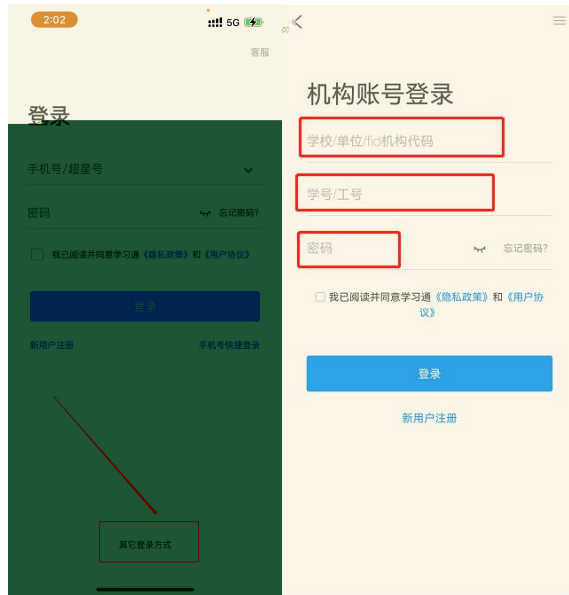 2:02
5G
客服
登录
手机号/超星号
密码
忘记密码?
我已阅读并同意学习通《隐私政策》和《用户协议》
登录
新用户注册
手机号快捷登录
其它登录方式
机构账号登录
学校/单位/fid机构代码
学号/工号
密码
忘记密码?
我已阅读并同意学习通《隐私政策》和《用户协
议》
登录
新用户注册